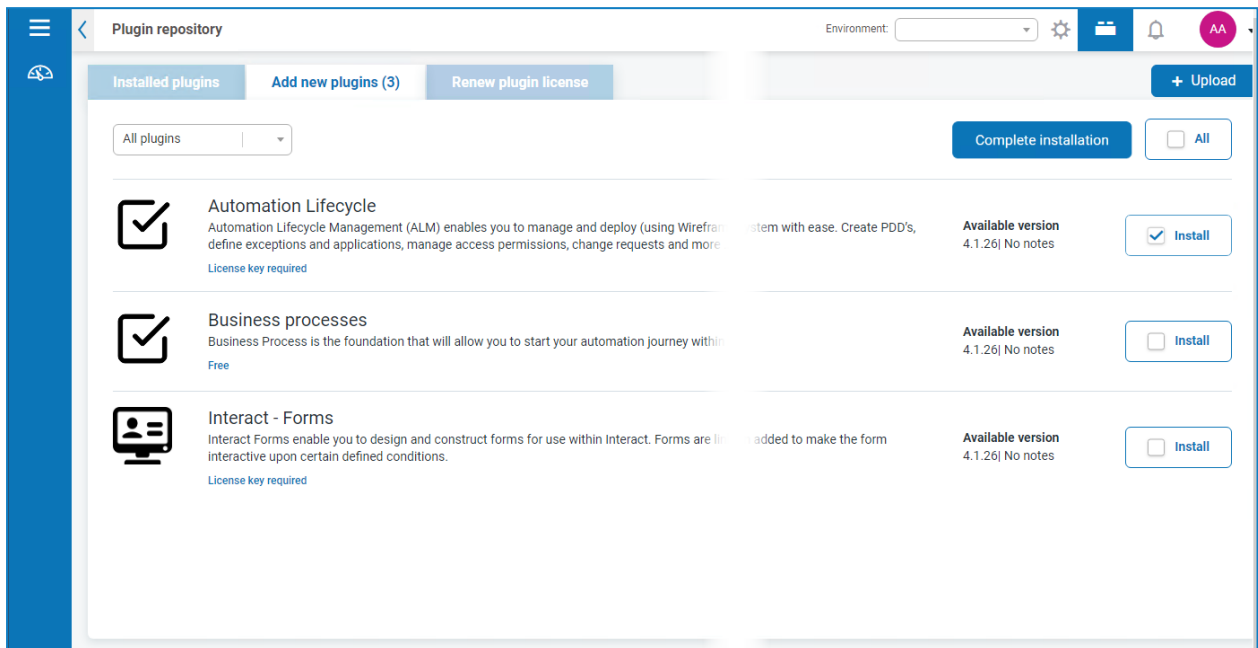 Plugin repository
Environment:
AA
Installed plugins
Add new plugins (3)
Renew plugin license
+ Upload
All plugins
Complete installation
All
Automation Lifecycle
Automation Lifecycle Management (ALM) enables you to manage and deploy (using with ease. Create PDD's,
define exceptions and applications, manage access permissions, change requests and more
License key required
Available version
4.1.26| No notes
Install
Business processes
Business Process is the foundation that will allow you to start your automation journey
Free
Available version
4.1.26| No notes
Install
Interact - Forms
Interact Forms enable you to design and construct forms for use within Interact. Forms are added to make the form
interactive upon certain defined conditions.
License key required
Available version
4.1.26| No notes
Install